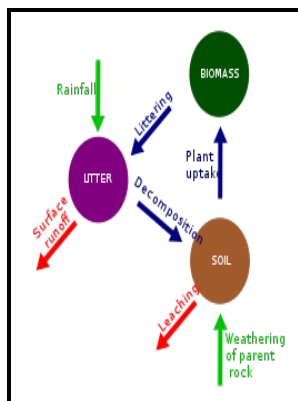 BIOMASS
Rainfall
Littering
Plant
uptake
LITTER
Decomposition
Surface
runoff
SOIL
Leaching
Weathering
of parent
rock